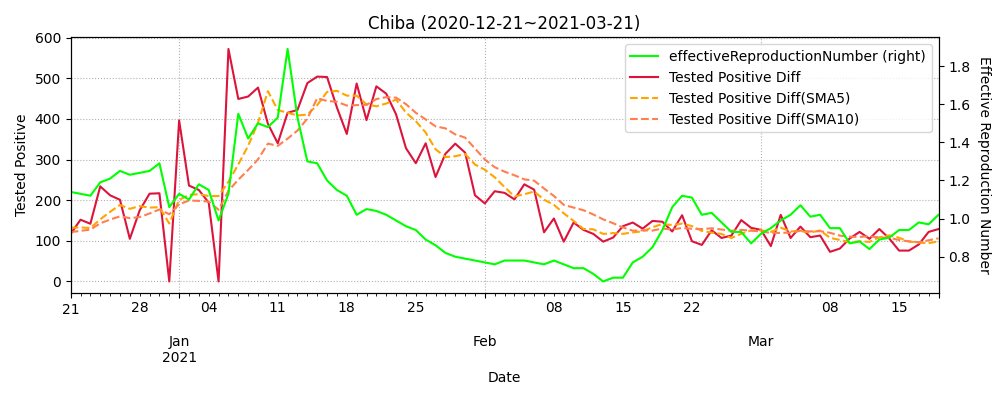 Chiba (2020-12-21~2021-03-21)
effectiveReproductionNumber (right)
Tested Positive Diff
Tested Positive Diff(SMA5)
Tested Positive Diff(SMA10)
Tested Positive
600
500
400
300
200
100
0
Effective Reproduction Number
1.8
1.6
1.4
1.2
1.0
0.8
21 28 04 11 18 25 08 15 22 08 15
Jan Feb Mar
2021
Date